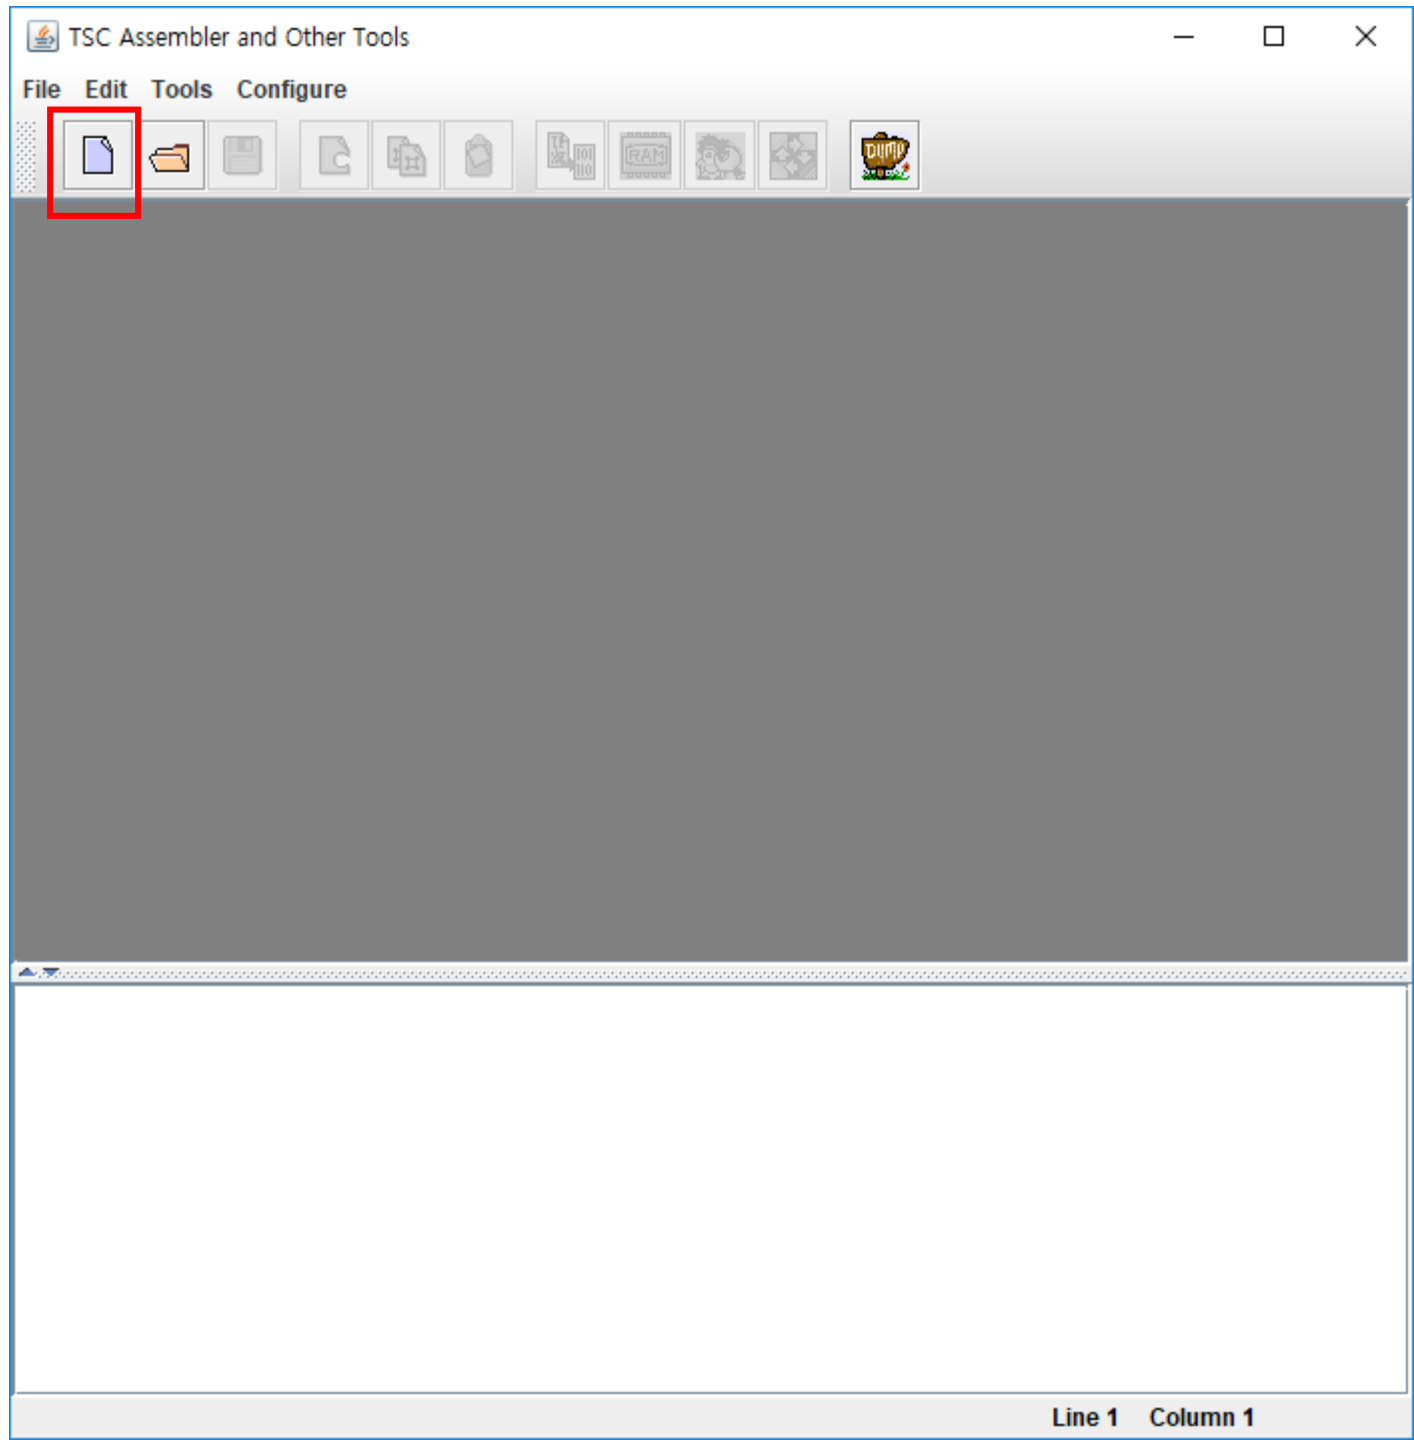 TSC Assembler and Other Tools
File Edit Tools Configure
RAM DUMP
Line 1 Column 1